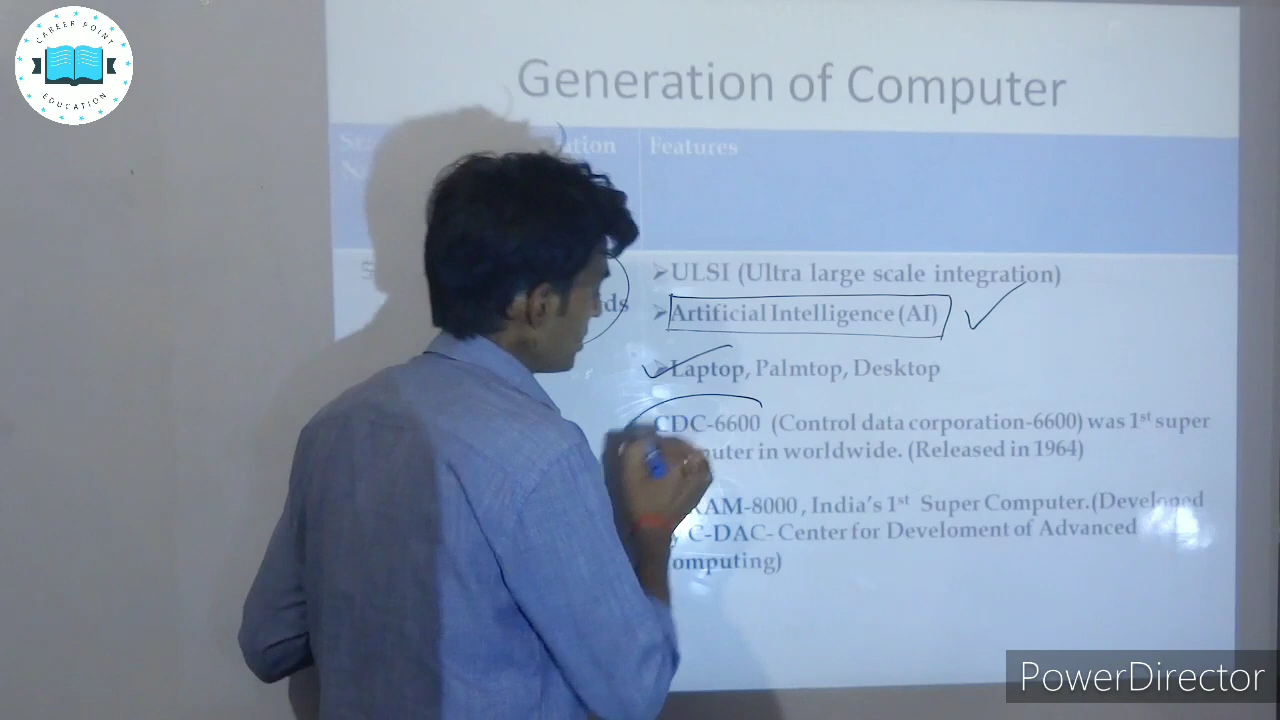 CAREER POINT
EDUCATION
Generation of Computer
Features
➢ULSI (Ultra large scale integration)
➢Artificial Intelligence (AI)
➢Laptop, Palmtop, Desktop
CDC-6600 (Control data corporation-6600) was 1st super
in worldwide. (Released in 1964)
-8000 , India's 1st Super Computer.(Developed
C-DAC- Center for Develoment of Advanced
omputing)
PowerDirector